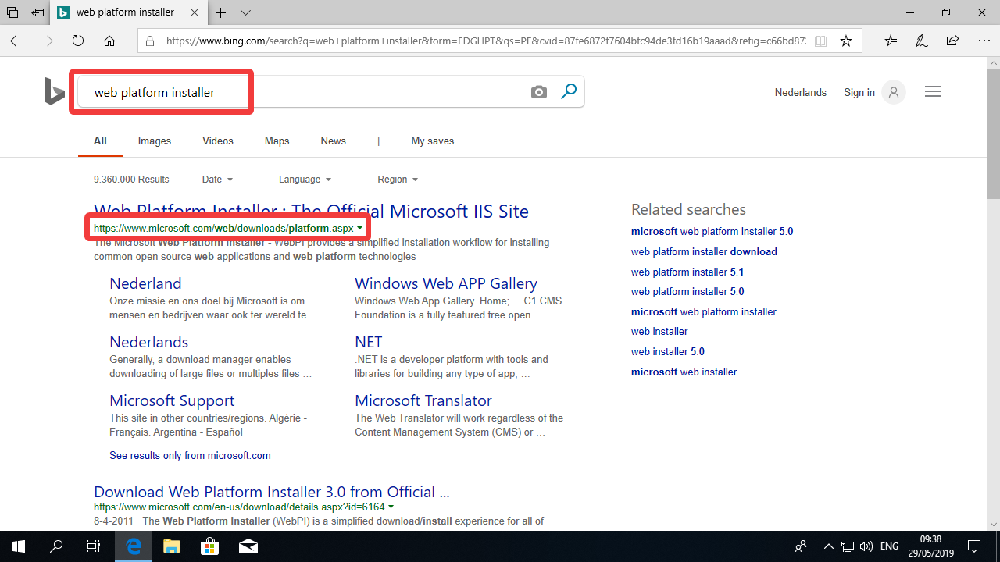 web platform installer -
https://www.bing.com/search?q=web+platform+installer&form=EDGHPT&qs=PF&cvid=87fe6872f7604bfc94de3fd16b19aaad&refig=c66bd87
web platform installer
Nederlands Sign in
All Images Videos Maps News | My saves
9.360.000 Results Date Language Region
Web Platform Installer : The Official Microsoft IIS Site
https://www.microsoft.com/web/downloads/platform.aspx
The Microsoft Web Platform Installer - WebPI provides a simplified installation workflow for installing
common open source web applications and web platform technologies
Nederland
Onze missie en ons doel bij Microsoft is om
mensen en bedrijven waar ook ter wereld te …
Windows Web APP Gallery
Windows Web App Gallery. Home; ... C1 CMS
Foundation is a fully featured free open …
Nederlands
Generally, a download manager enables
downloading of large files or multiples files …
NET
.NET is a developer platform with tools and
libraries for building any type of app, …
Microsoft Support
This site in other countries/regions. Algérie -
Français. Argentina - Español
Microsoft Translator
The Web Translator will work regardless of the
Content Management System (CMS) or …
See results only from microsoft.com
Download Web Platform Installer 3.0 from Official ...
https://www.microsoft.com/en-us/download/details.aspx?id=6164
8-4-2011 · The Web Platform Installer (WebPI) is a simplified download/install experience for all of
Related searches
microsoft web platform installer 5.0
web platform installer download
web platform installer 5.1
web platform installer 5.0
microsoft web platform installer
web installer
web installer 5.0
microsoft web installer
ENG
09:38
29/05/2019